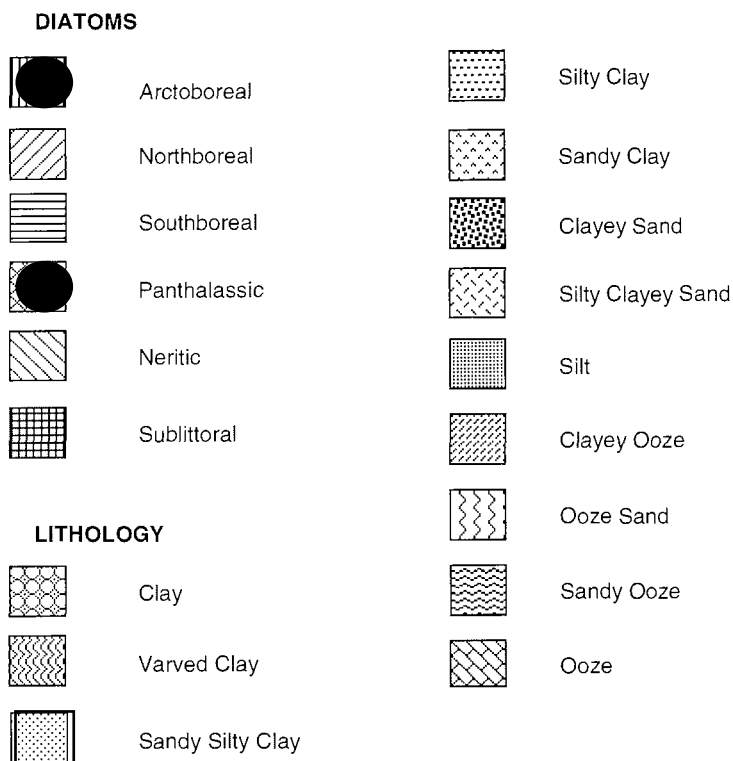 DIATOMS
Arctoboreal
Northboreal
Southboreal
Panthalassic
Neritic
Sublittoral
LITHOLOGY
Clay
Varved Clay
Sandy Silty Clay
Silty Clay
Sandy Clay
Clayey Sand
Silty Clayey Sand
Silt
Clayey Ooze
Ooze Sand
Sandy Ooze
Ooze